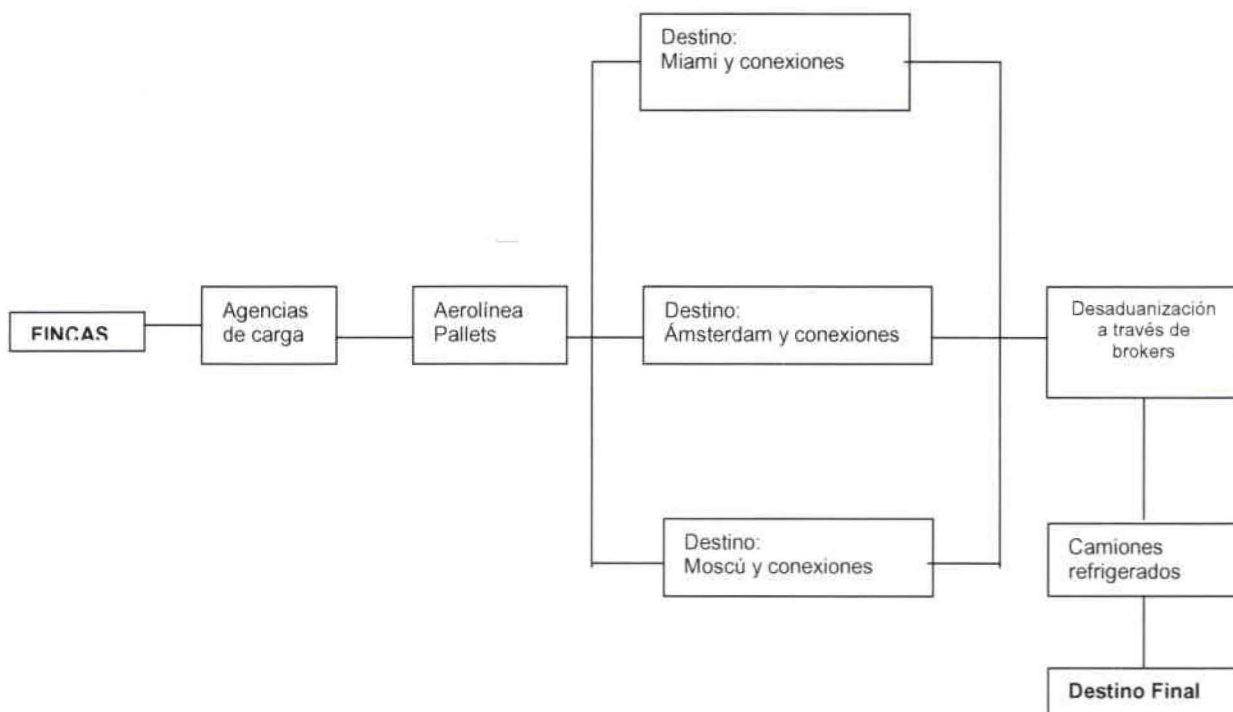 Destino:
Miami y conexiones
FINCAS
Agencias
de carga
Aerolínea
Pallets
Destino:
Ámsterdam y conexiones
Desaduanización
a través de
brokers
Destino:
Moscú y conexiones
Camiones
refrigerados
Destino Final